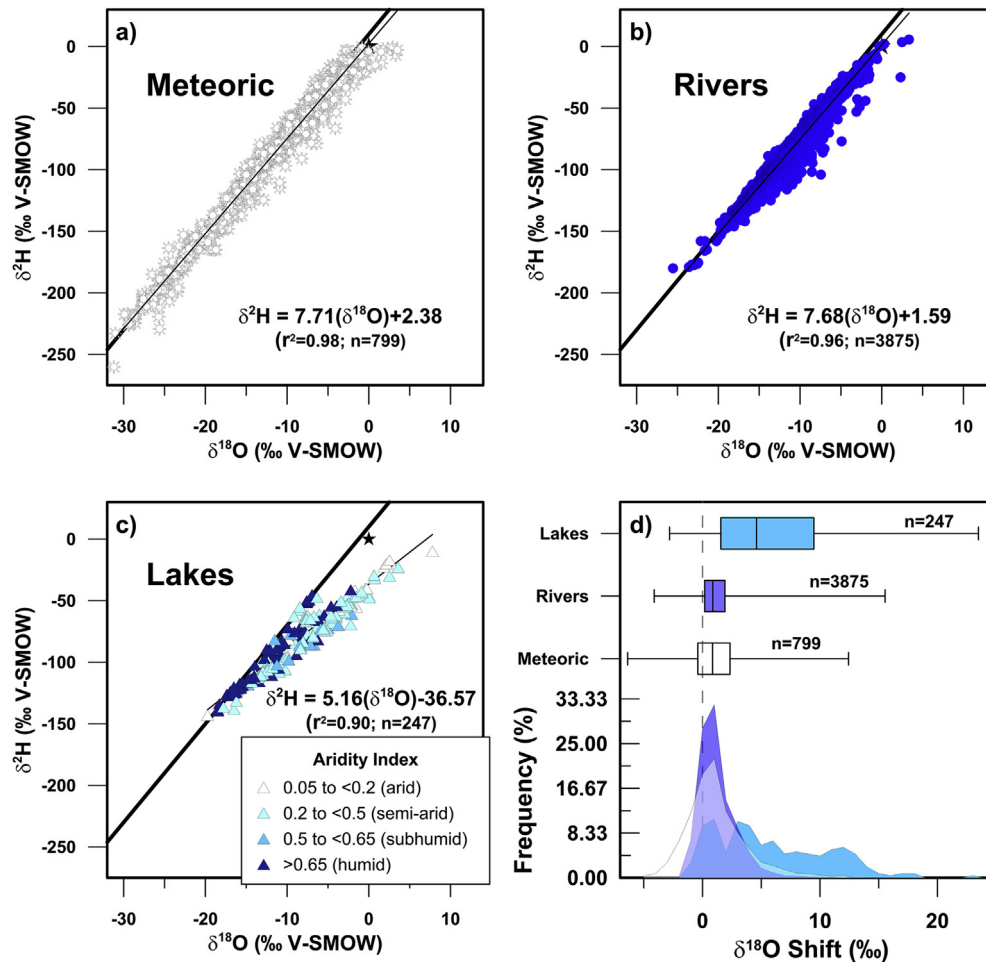 a)
Meteoric
0
-50
-100
-150
-200
-250
δ²H (‰ V-SMOW)
δ²H = 7.71(δ¹⁸O)+2.38
(r²=0.98; n=799)
-30 -20 -10 0 10
δ¹⁸O (‰ V-SMOW)
b)
Rivers
0
-50
-100
-150
-200
-250
δ²H (‰ V-SMOW)
δ²H = 7.68(δ¹⁸O)+1.59
(r²=0.96; n=3875)
-30 -20 -10 0 10
δ¹⁸O (‰ V-SMOW)
c)
Lakes
0
-50
-100
-150
-200
-250
δ²H (‰ V-SMOW)
δ²H = 5.16(δ¹⁸O)-36.57
(r²=0.90; n=247)
Aridity Index
0.05 to <0.2 (arid)
0.2 to <0.5 (semi-arid)
0.5 to <0.65 (subhumid)
>0.65 (humid)
-30 -20 -10 0 10
δ¹⁸O (‰ V-SMOW)
d)
Lakes
n=247
Rivers
n=3875
Meteoric
n=799
33.33
25.00
16.67
8.33
0.00
Frequency (%)
0 10 20
δ¹⁸O Shift (‰)